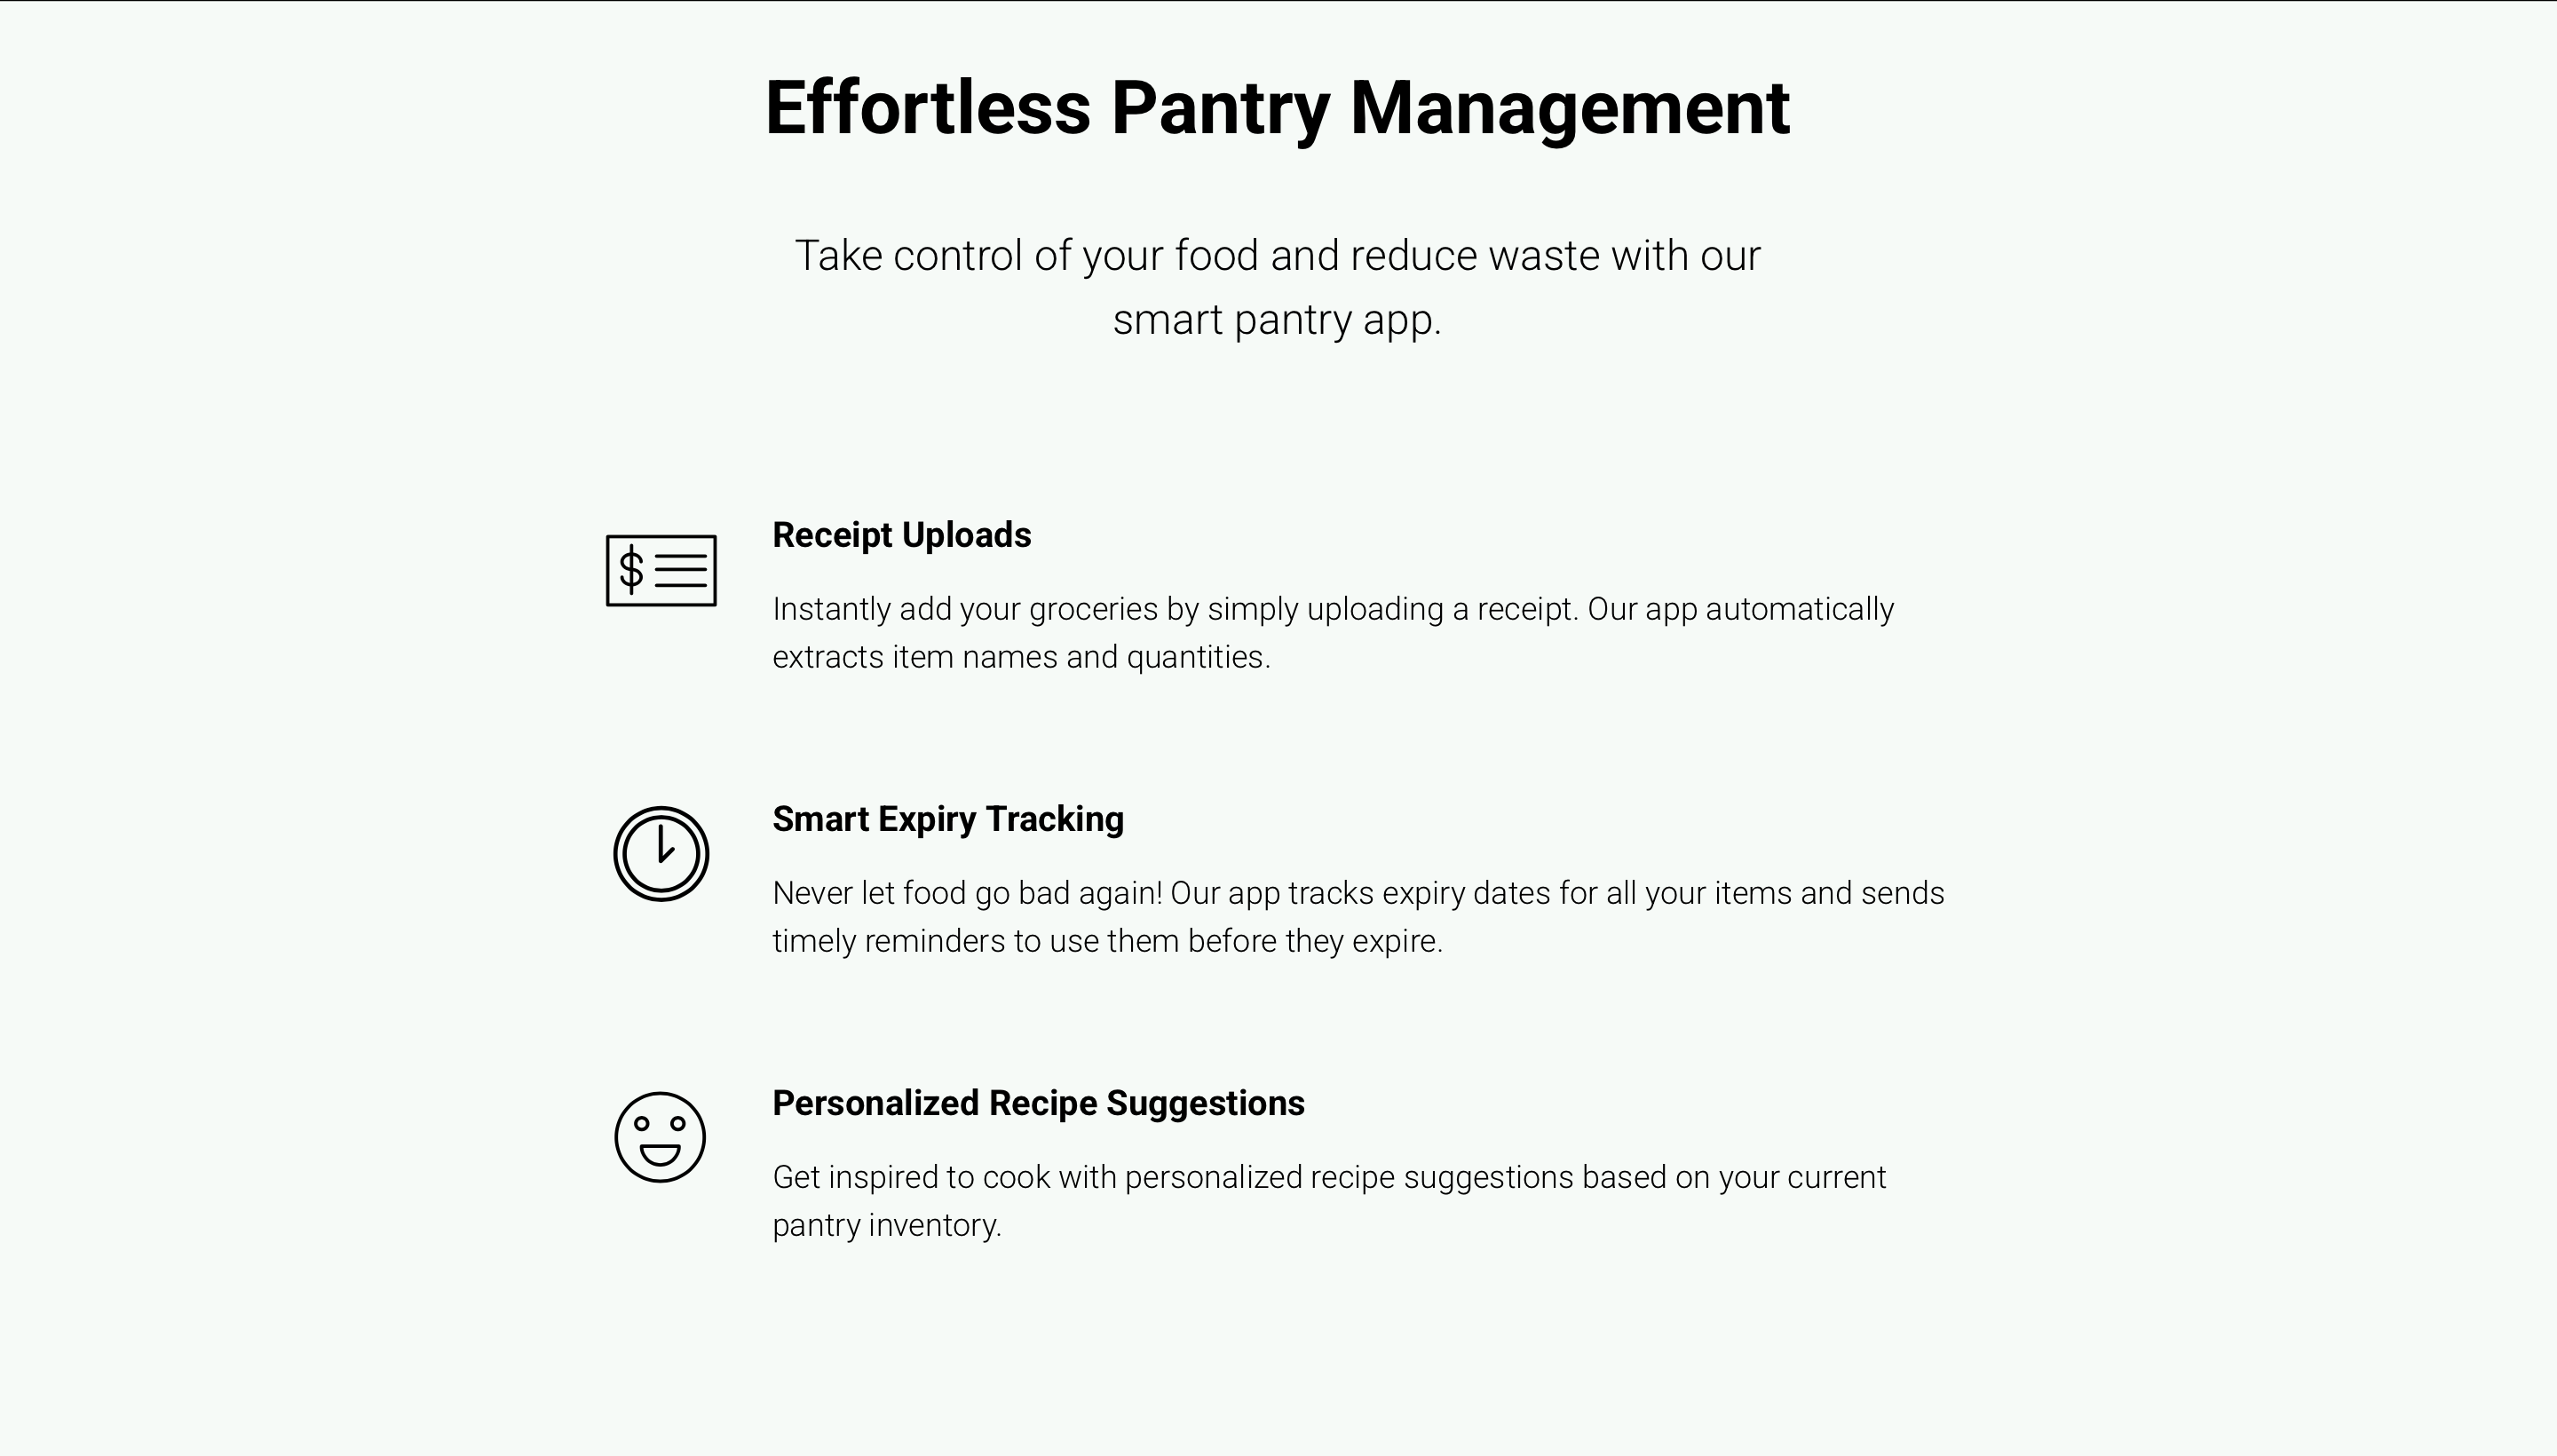 Effortless Pantry Management
Take control of your food and reduce waste with our
smart pantry app.
$
Receipt Uploads
Instantly add your groceries by simply uploading a receipt. Our app automatically
extracts item names and quantities.
Smart Expiry Tracking
Never let food go bad again! Our app tracks expiry dates for all your items and sends
timely reminders to use them before they expire.
Personalized Recipe Suggestions
Get inspired to cook with personalized recipe suggestions based on your current
pantry inventory.